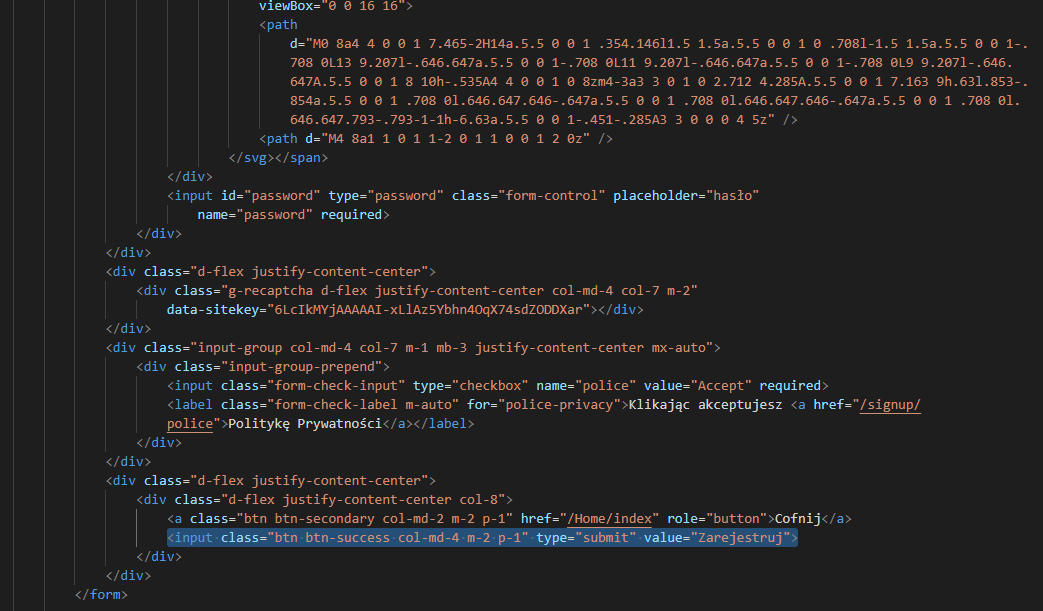 viewBox="0 0 16 16">
<path
d="M0 8a4 4 0 0 1 7.465-2H14a.5.5 0 0 1 .354.146l1.5 1.5a.5.5 0 0 1 0 .708l-1.5 1.5a.5.5 0 0 1-.
708 0L13 9.207l-.646.647a.5.5 0 0 1-.708 0L11 9.207l-.646.647a.5.5 0 0 1-.708 0L9 9.207l-.646.
647A.5.5 0 0 1 8 10h-.535A4 4 0 0 1 0 8zm4-3a3 3 0 1 0 2.712 4.285A.5.5 0 0 1 7.163 9h.63l.853-.
854a.5.5 0 0 1 .708 0l.646.647.646-.647a.5.5 0 0 1 .708 0l.646.647.646-.647a.5.5 0 0 1 .708 0l.
646.647.793-.793-1-1h-6.63a.5.5 0 0 1-.451-.285A3 3 0 0 0 4 5z" />
<path d="M4 8a1 1 0 1 1-2 0 1 1 0 0 1 2 0z" />
</svg></span>
</div>
<input id="password" type="password" class="form-control" placeholder="hasło"
name="password" required>
</div>
</div>
<div class="d-flex justify-content-center">
<div class="g-recaptcha d-flex justify-content-center col-md-4 col-7 m-2"
data-sitekey="6LcIkMYjAAAAAI-xLlAz5Ybhn4OqX74sdZODDXar"></div>
</div>
<div class="input-group col-md-4 col-7 m-1 mb-3 justify-content-center mx-auto">
<div class="input-group-prepend">
<input class="form-check-input" type="checkbox" name="police" value="Accept" required>
<label class="form-check-label m-auto" for="police-privacy">Klikając akceptujesz <a href="/signup/
police">Politykę Prywatności</a></label>
</div>
</div>
<div class="d-flex justify-content-center">
<div class="d-flex justify-content-center col-8">
<a class="btn btn-secondary col-md-2 m-2 p-1" href="/Home/index" role="button">Cofnij</a>
<input class="btn btn-success col-md-4 m-2 p-1" type="submit" value="Zarejestruj">
</div>
</div>
</form>